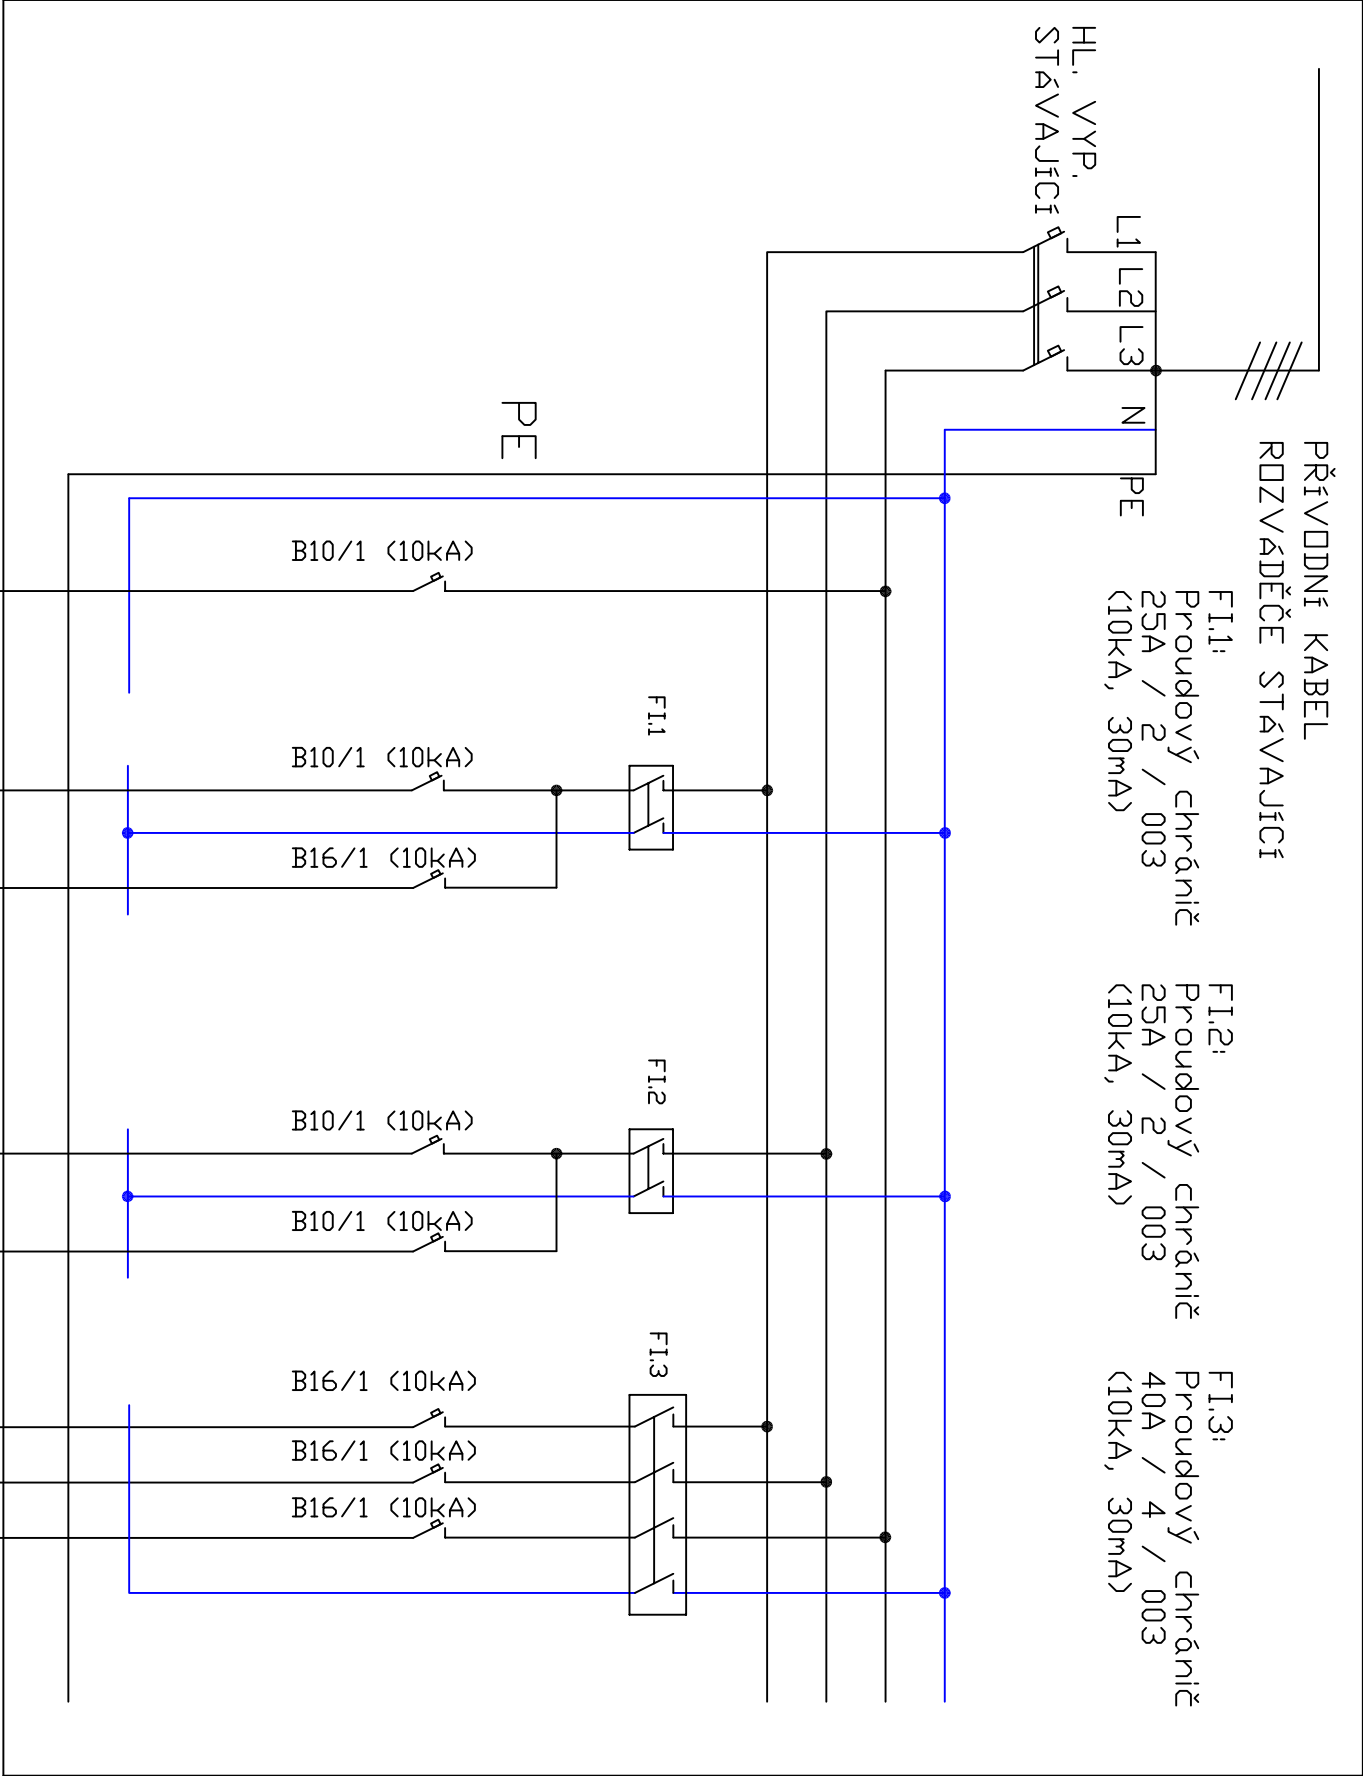 PŘÍVODNÍ KABEL
ROZVÁDĚČE STÁVAJÍCÍ
HL. VYP.
STÁVAJÍCÍ
L1
L2
L3
N
PE
PE
FI.1:
Proudový chránič
25A / 2 / 003
(10kA, 30mA)
FI.2:
Proudový chránič
25A / 2 / 003
(10kA, 30mA)
FI.3:
Proudový chránič
40A / 4 / 003
(10kA, 30mA)
FI.1
FI.2
FI.3
B10/1 (10kA)
B10/1 (10kA)
B16/1 (10kA)
B10/1 (10kA)
B10/1 (10kA)
B16/1 (10kA)
B16/1 (10kA)
B16/1 (10kA)